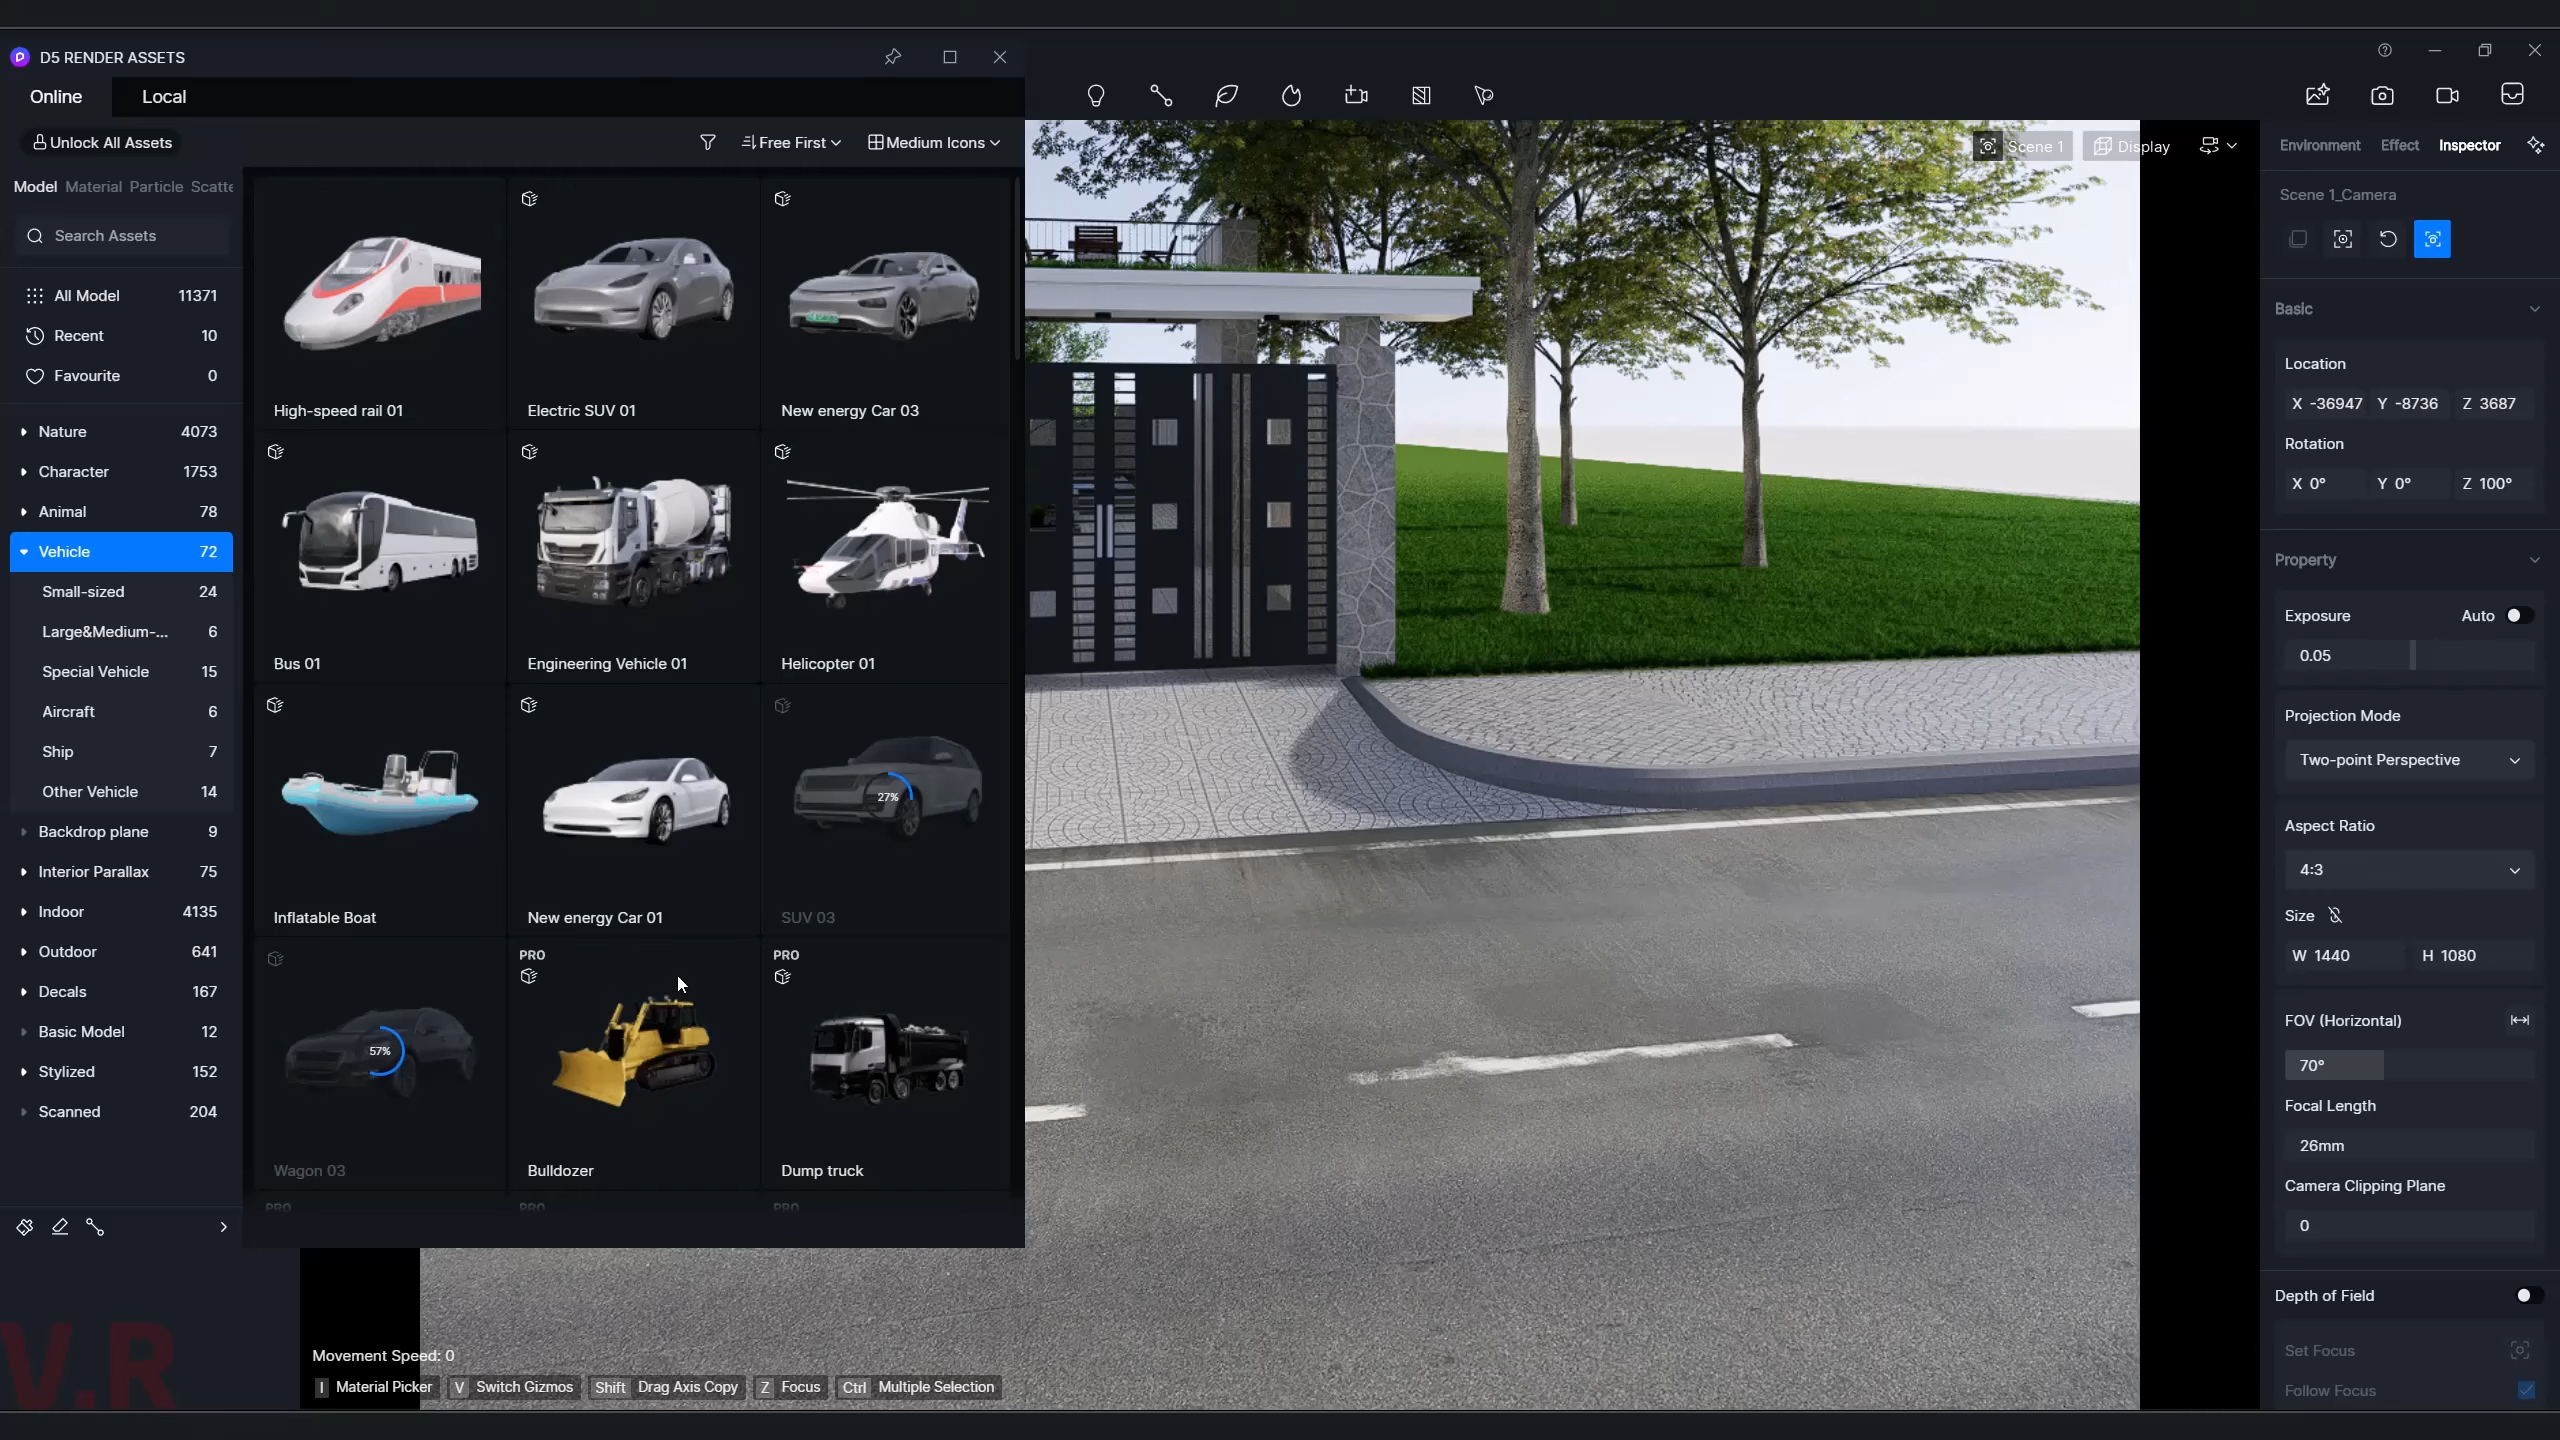 D5 RENDER ASSETS
Online
Local
Unlock All Assets
Free First
Medium Icons
Model Material Particle Scatte
Search Assets
All Model 11371
Recent 10
Favourite 0
Nature 4073
Character 1753
Animal 78
Vehicle 72
Small-sized 24
Large&Medium-... 6
Special Vehicle 15
Aircraft 6
Ship 7
Other Vehicle 14
Backdrop plane 9
Interior Parallax 75
Indoor 4135
Outdoor 641
Decals 167
Basic Model 12
Stylized 152
Scanned 204
High-speed rail 01
Electric SUV 01
New energy Car 03
Bus 01
Engineering Vehicle 01
Helicopter 01
Inflatable Boat
New energy Car 01
27%
SUV 03
57%
Wagon 03
PRO
Bulldozer
PRO
Dump truck
PRO
PRO
PRO
V.R
Movement Speed: 0
I Material Picker V Switch Gizmos Shift Drag Axis Copy Z Focus Ctrl Multiple Selection
Scene 1
Display
Environment Effect Inspector
Scene 1_Camera
Basic
Location
X -36947 Y -8736 Z 3687
Rotation
X 0° Y 0° Z 100°
Property
Exposure Auto
0.05
Projection Mode
Two-point Perspective
Aspect Ratio
4:3
Size
W 1440 H 1080
FOV (Horizontal)
70°
Focal Length
26mm
Camera Clipping Plane
0
Depth of Field
Set Focus
Follow Focus